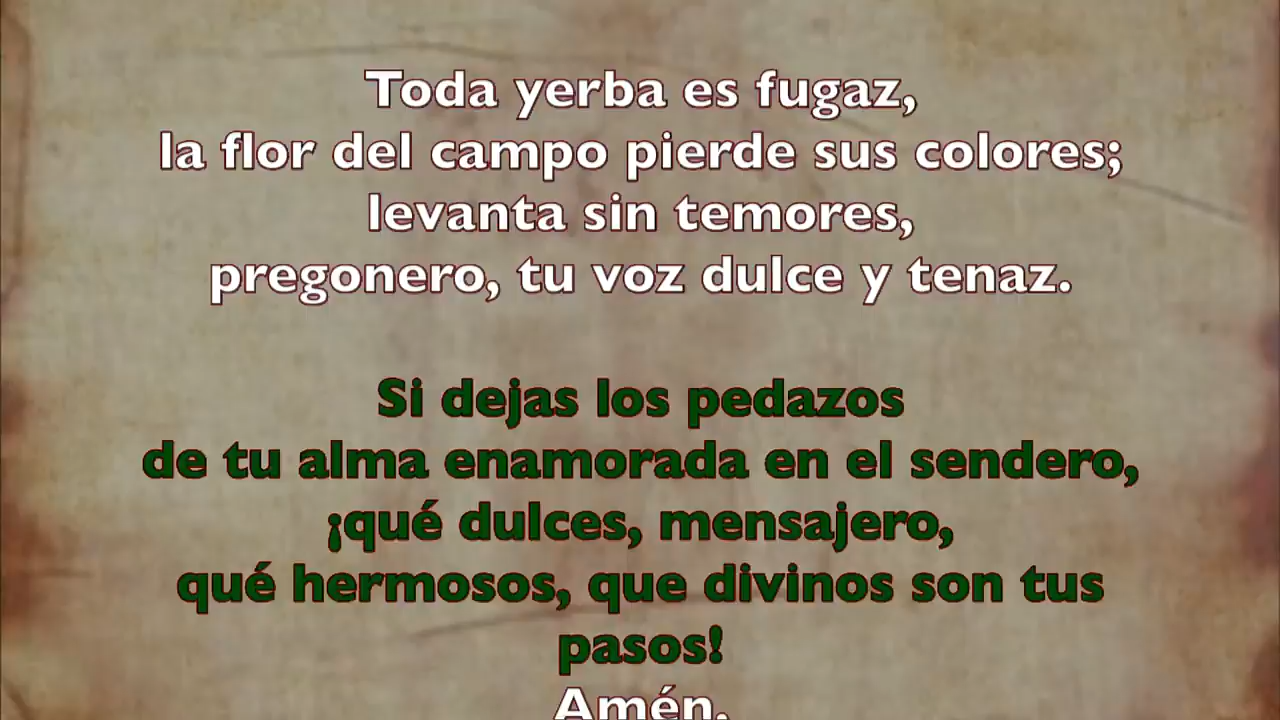 Toda yerba es fugaz,
la flor del campo pierde sus colores;
levanta sin temores,
pregonero, tu voz dulce y tenaz.
Si dejas los pedazos
de tu alma enamorada en el sendero,
¡qué dulces, mensajero,
qué hermosos, que divinos son tus
pasos!
Amén.